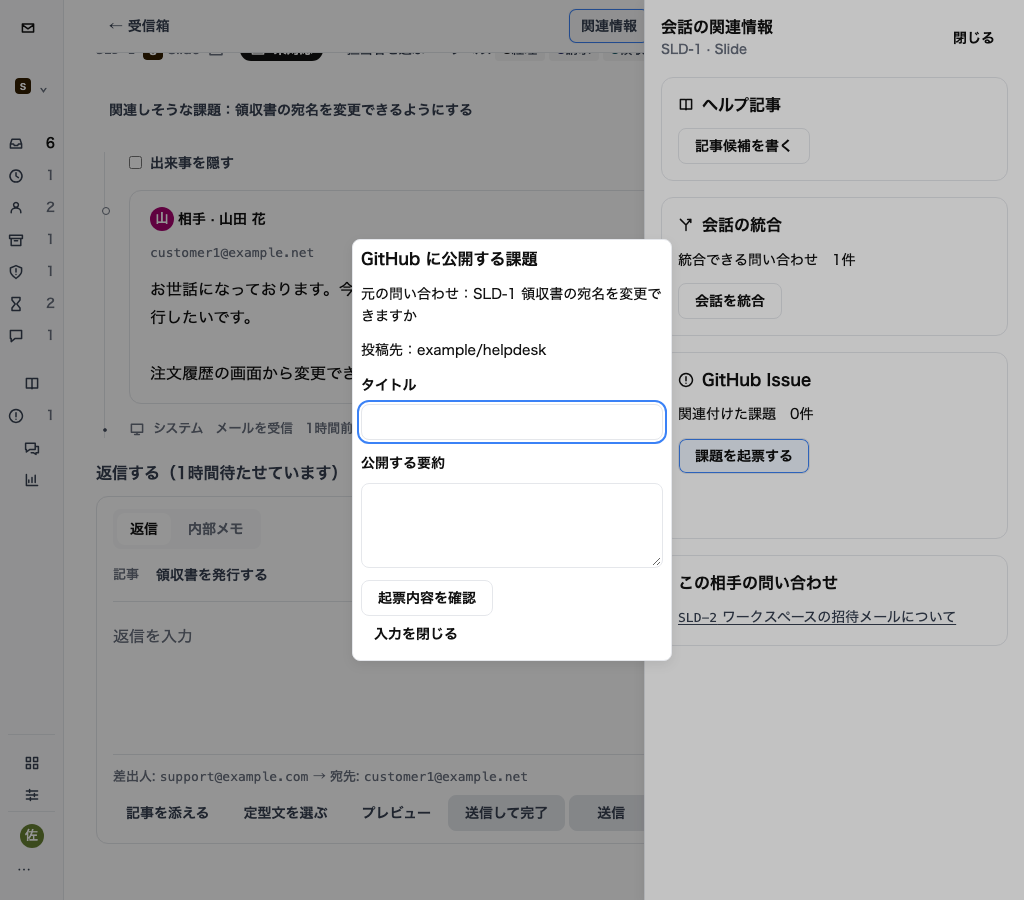 ← 受信箱
関連情報
関連しそうな課題：領収書の宛名を変更できるようにする
出来事を隠す
山 相手 · 山田 花
customer1@example.net
お世話になっております。今
行したいです。
注文履歴の画面から変更でき
システム メールを受信 1時間前
返信する（1時間待たせています）
返信 内部メモ
記事 領収書を発行する
返信を入力
差出人: support@example.com → 宛先: customer1@example.net
記事を添える 定型文を選ぶ プレビュー 送信して完了 送信
S
6
1
2
1
1
2
1
1
佐
…
GitHub に公開する課題
元の問い合わせ：SLD-1 領収書の宛名を変更で
きますか
投稿先：example/helpdesk
タイトル
公開する要約
起票内容を確認
入力を閉じる
会話の関連情報
SLD-1 · Slide
閉じる
ヘルプ記事
記事候補を書く
会話の統合
統合できる問い合わせ 1件
会話を統合
GitHub Issue
関連付けた課題 0件
課題を起票する
この相手の問い合わせ
SLD-2 ワークスペースの招待メールについて